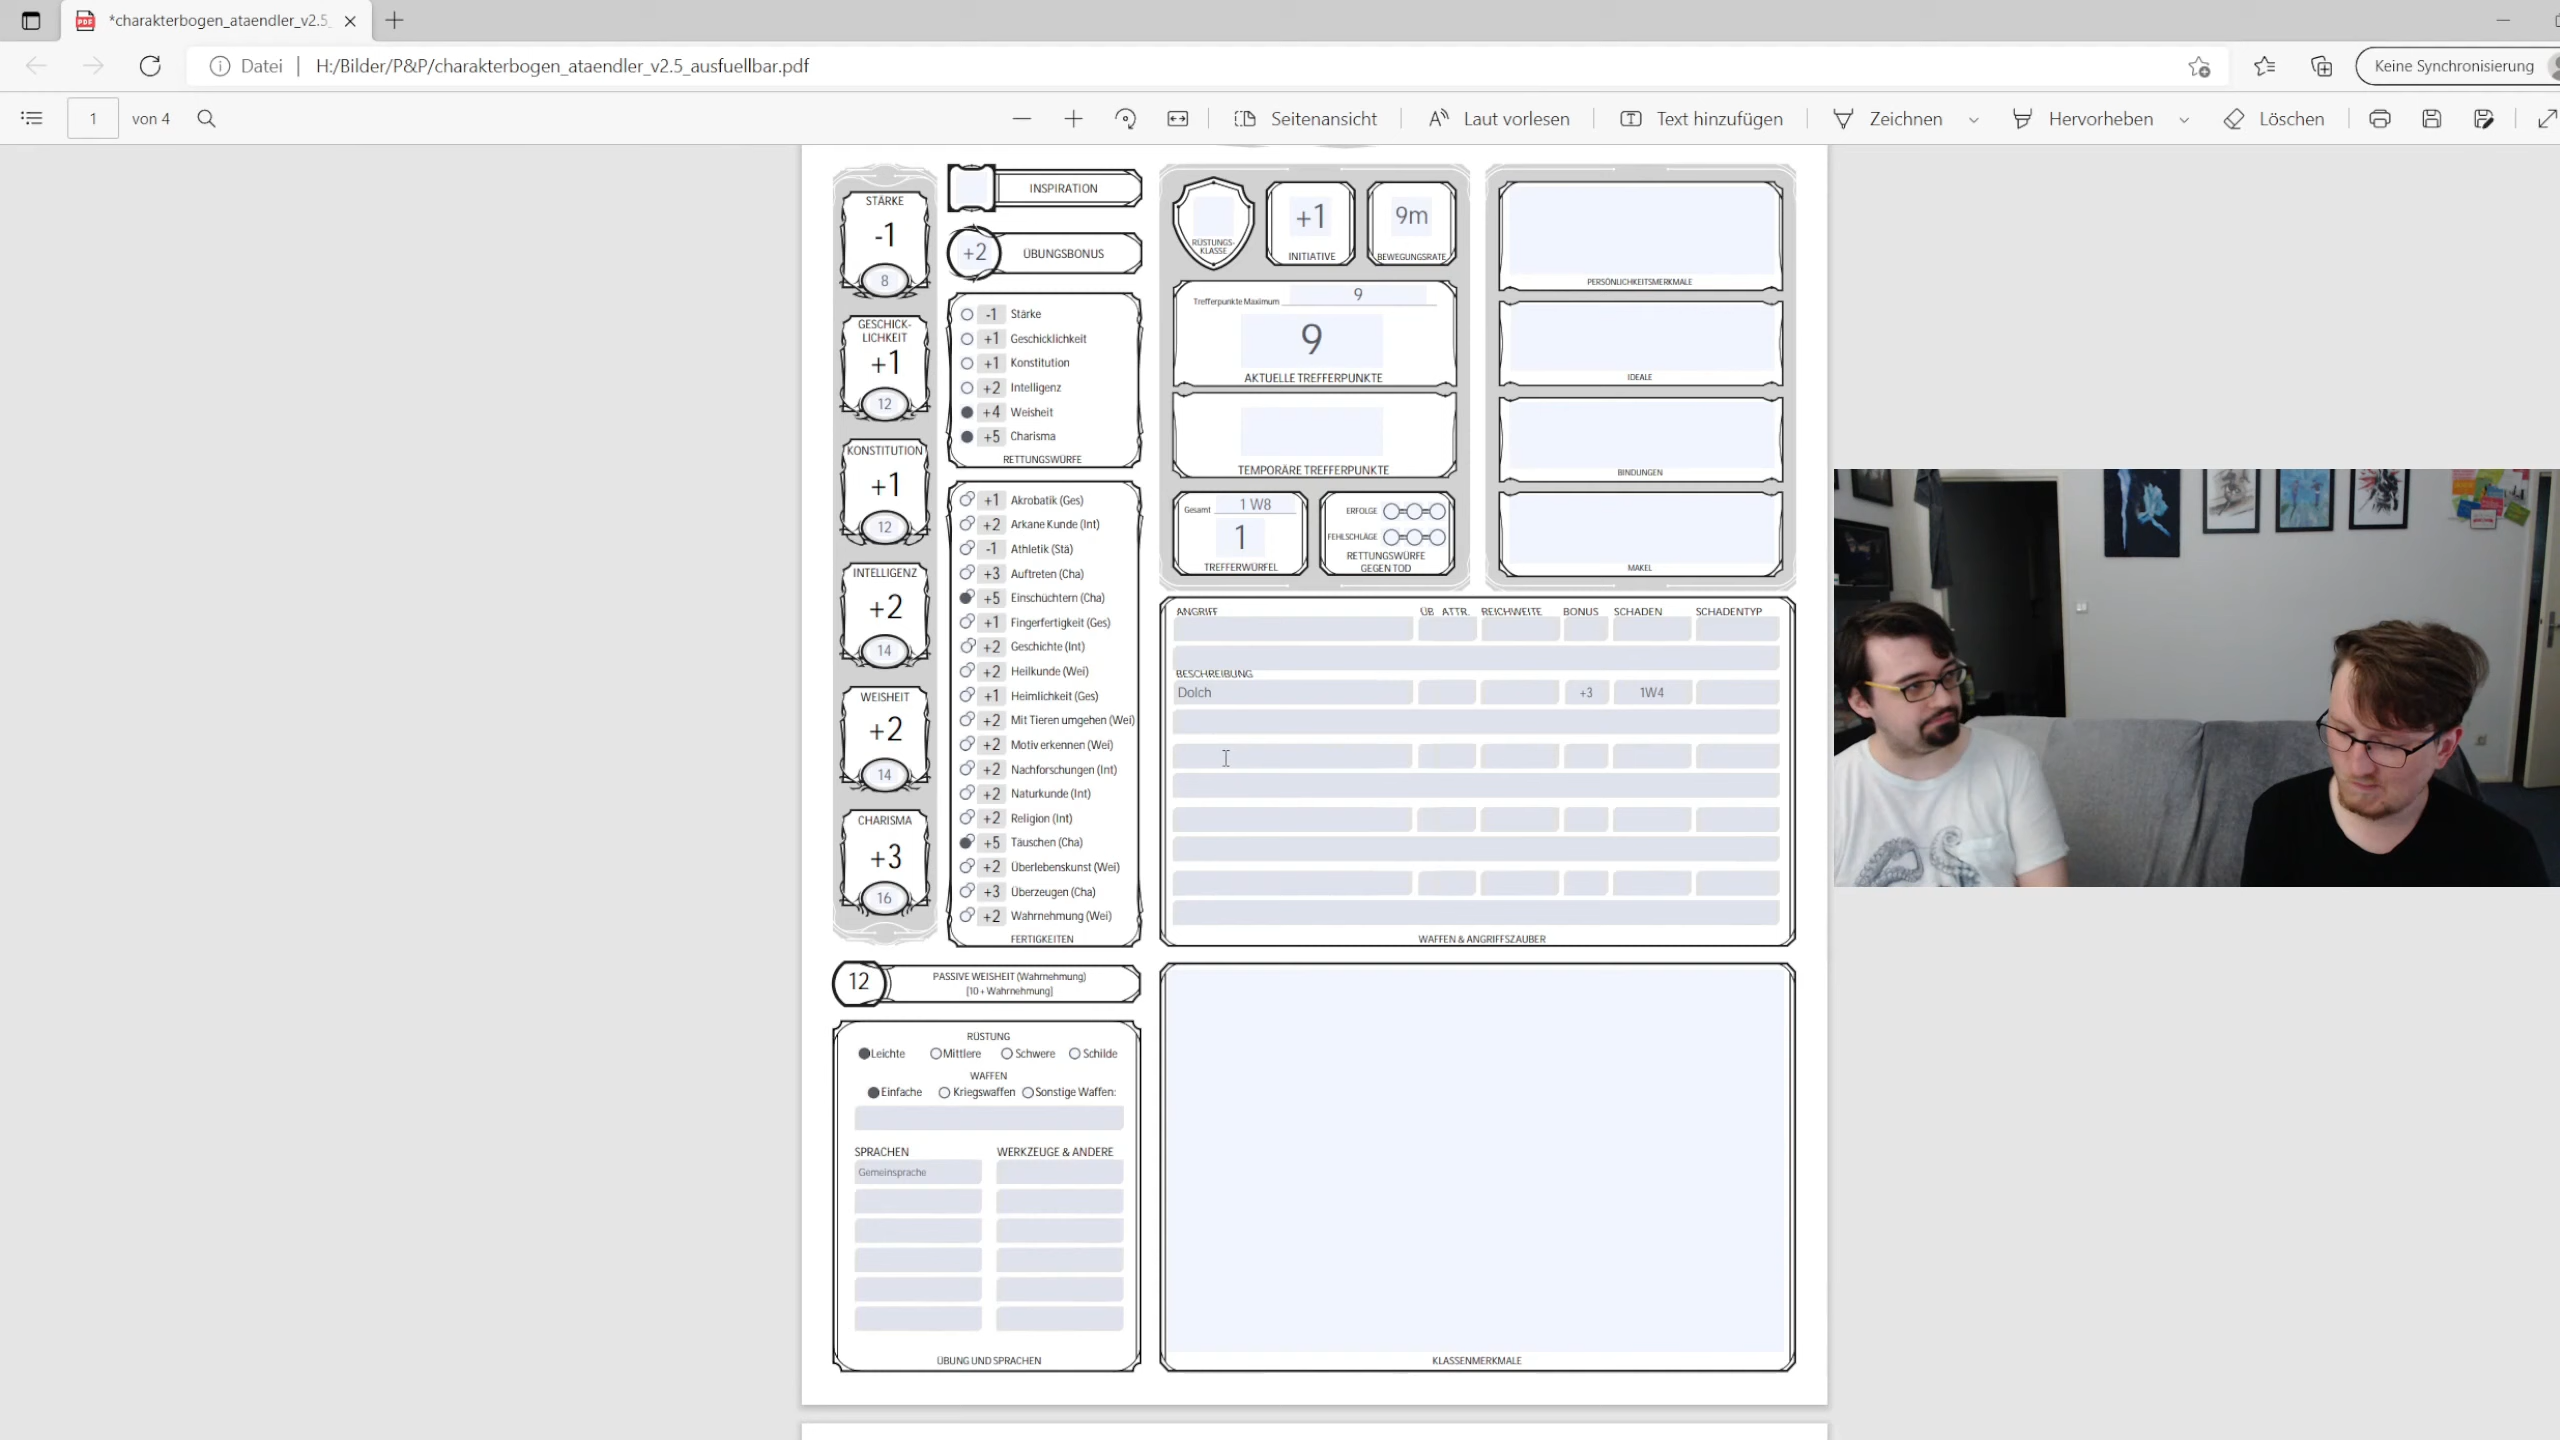 *charakterbogen_ataendler_v2.5_
Datei
H:/Bilder/P&P/charakterbogen_ataendler_v2.5_ausfuellbar.pdf
Keine Synchronisierung
1 von 4
Seitenansicht
Laut vorlesen
Text hinzufügen
Zeichnen
Hervorheben
Löschen
STÄRKE
-1
8
GESCHICK-
LICHKEIT
+1
12
KONSTITUTION
+1
12
INTELLIGENZ
+2
14
WEISHEIT
+2
14
CHARISMA
+3
16
INSPIRATION
+2 ÜBUNGSBONUS
-1 Stärke
+1 Geschicklichkeit
+1 Konstitution
+2 Intelligenz
+4 Weisheit
+5 Charisma
RETTUNGSWÜRFE
+1 Akrobatik (Ges)
+2 Arkane Kunde (Int)
-1 Athletik (Stä)
+3 Auftreten (Cha)
+5 Einschüchtern (Cha)
+1 Fingerfertigkeit (Ges)
+2 Geschichte (Int)
+2 Heilkunde (Wei)
+1 Heimlichkeit (Ges)
+2 Mit Tieren umgehen (Wei)
+2 Motiv erkennen (Wei)
+2 Nachforschungen (Int)
+2 Naturkunde (Int)
+2 Religion (Int)
+5 Täuschen (Cha)
+2 Überlebenskunst (Wei)
+3 Überzeugen (Cha)
+2 Wahrnehmung (Wei)
FERTIGKEITEN
12 PASSIVE WEISHEIT (Wahrnehmung)
[10 + Wahrnehmung]
RÜSTUNG
Leichte Mittlere Schwere Schilde
WAFFEN
Einfache Kriegswaffen Sonstige Waffen:
SPRACHEN WERKZEUGE & ANDERE
Gemeinsprache
ÜBUNG UND SPRACHEN
RÜSTUNGS-
KLASSE
+1
INITIATIVE
9m
BEWEGUNGSRATE
Trefferpunkte Maximum 9
9
AKTUELLE TREFFERPUNKTE
TEMPORÄRE TREFFERPUNKTE
Gesamt 1 W8
1
TREFFERWÜRFEL
ERFOLGE
FEHLSCHLÄGE
RETTUNGSWÜRFE
GEGEN TOD
PERSÖNLICHKEITSMERKMALE
IDEALE
BINDUNGEN
MAKEL
ANGRIFF ÜB ATTR. REICHWEITE BONUS SCHADEN SCHADENTYP
BESCHREIBUNG
Dolch +3 1W4
WAFFEN & ANGRIFFSZAUBER
KLASSENMERKMALE